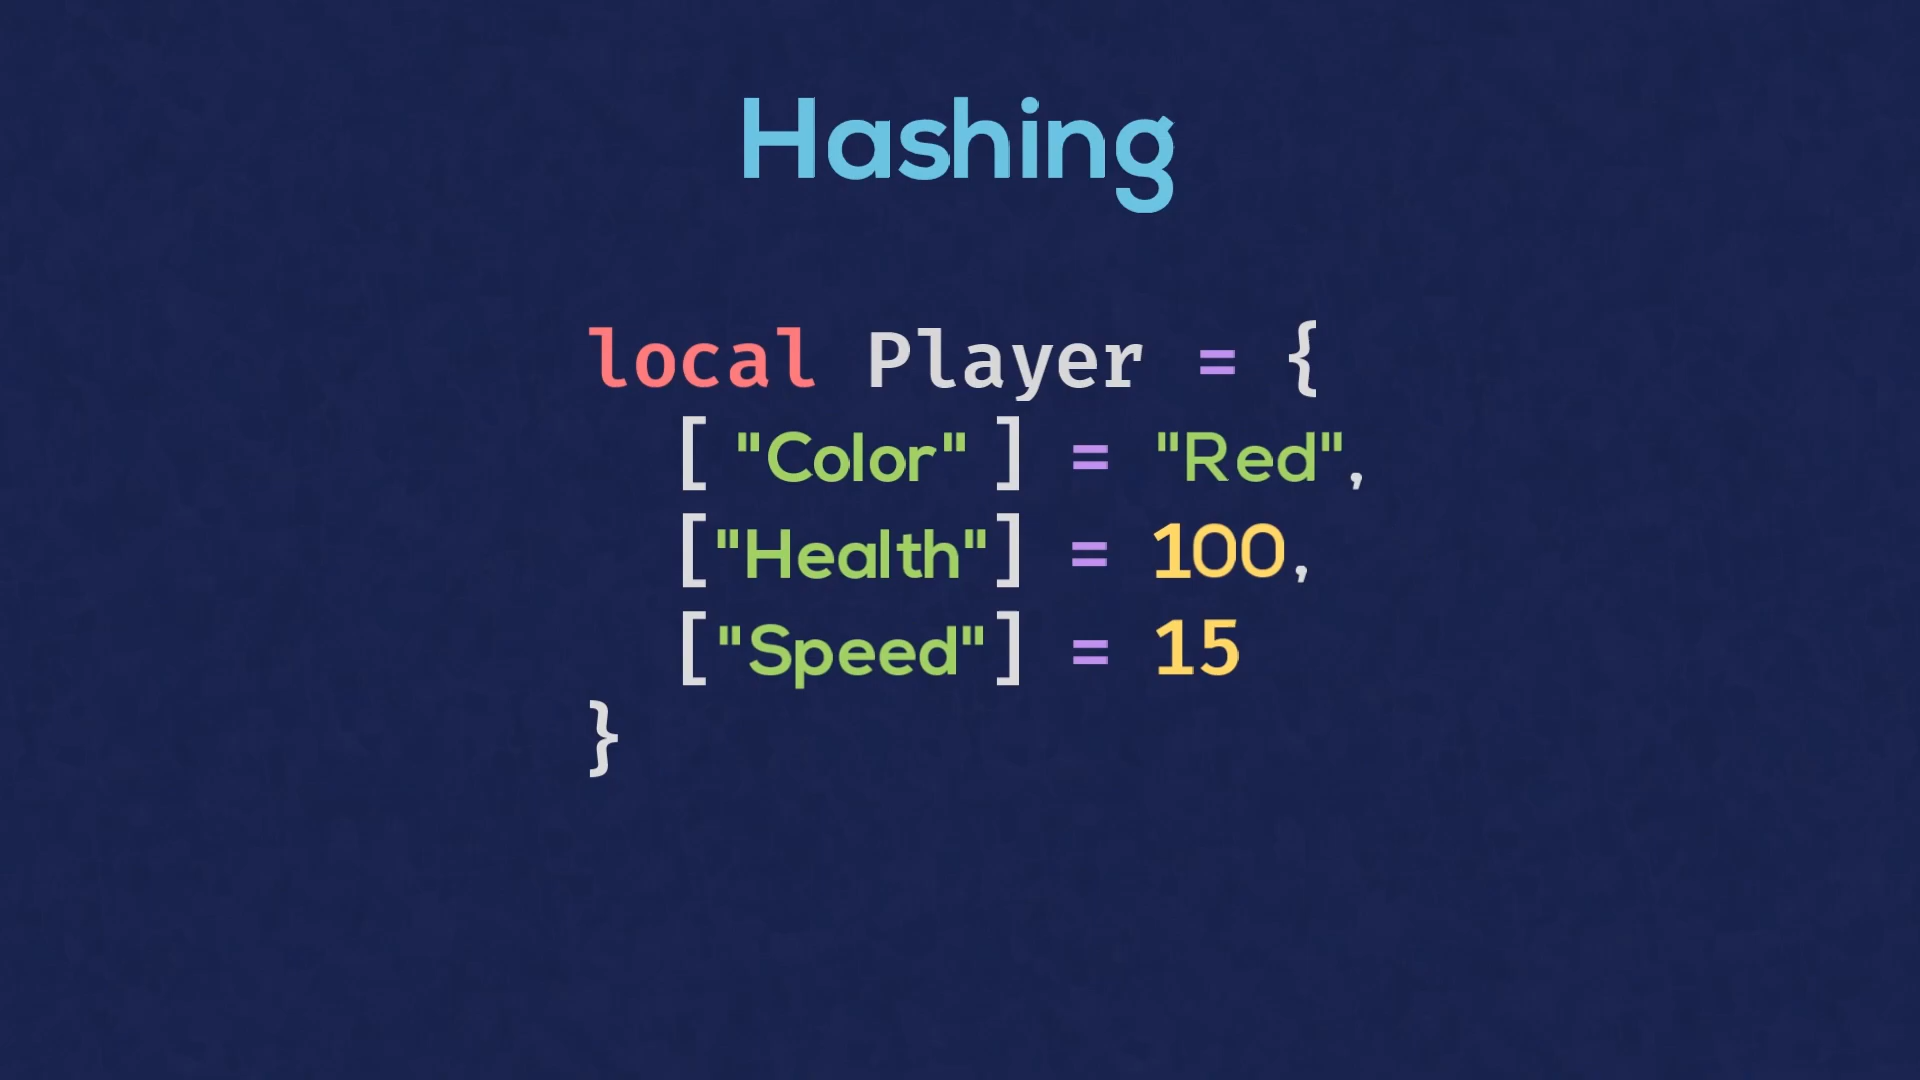 Hashing
local Player = {
[ "Color" ] = "Red",
["Health"] = 100,
["Speed"] = 15
}